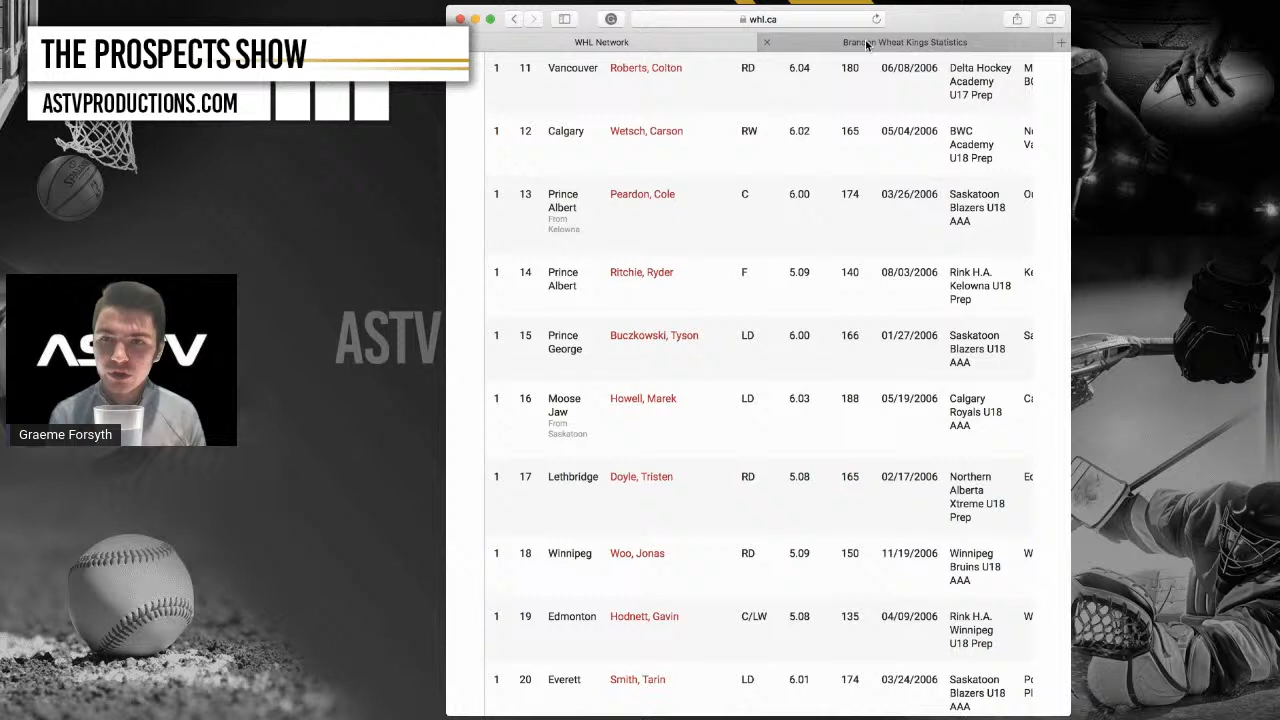 THE PROSPECTS SHOW
ASTVPRODUCTIONS.COM
ASTV
ASTV
Graeme Forsyth
whl.ca
WHL Network
Brandon Wheat Kings Statistics
1 11 Vancouver Roberts, Colton RD 6.04 180 06/08/2006 Delta Hockey
Academy
U17 Prep
1 12 Calgary Wetsch, Carson RW 6.02 165 05/04/2006 BWC
Academy
U18 Prep
1 13 Prince Peardon, Cole C 6.00 174 03/26/2006 Saskatoon
Albert Blazers U18
From AAA
Kelowna
1 14 Prince Ritchie, Ryder F 5.09 140 08/03/2006 Rink H.A.
Albert Kelowna U18
Prep
1 15 Prince Buczkowski, Tyson LD 6.00 166 01/27/2006 Saskatoon
George Blazers U18
AAA
1 16 Moose Howell, Marek LD 6.03 188 05/19/2006 Calgary
Jaw Royals U18
From AAA
Saskatoon
1 17 Lethbridge Doyle, Tristen RD 5.08 165 02/17/2006 Northern
Alberta
Xtreme U18
Prep
1 18 Winnipeg Woo, Jonas RD 5.09 150 11/19/2006 Winnipeg
Bruins U18
AAA
1 19 Edmonton Hodnett, Gavin C/LW 5.08 135 04/09/2006 Rink H.A.
Winnipeg
U18 Prep
1 20 Everett Smith, Tarin LD 6.01 174 03/24/2006 Saskatoon
Blazers U18
AAA